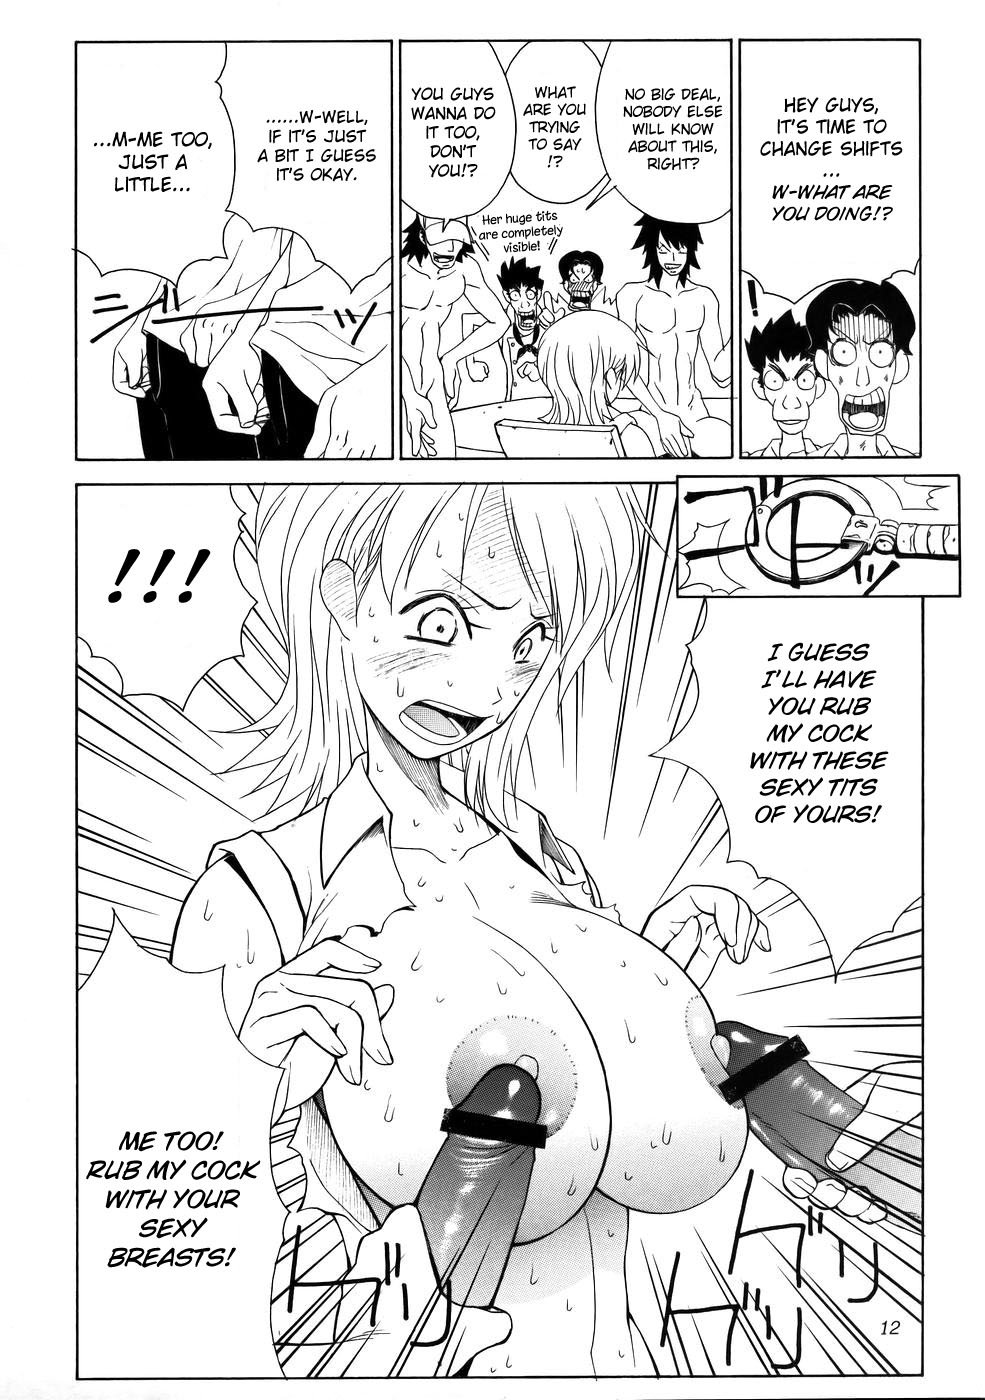 HEY GUYS,
IT'S TIME TO
CHANGE SHIFTS
...
W-WHAT ARE
YOU DOING!?
!
NO BIG DEAL,
NOBODY ELSE
WILL KNOW
ABOUT THIS,
RIGHT?
WHAT
ARE YOU
TRYING
TO SAY
!?
YOU GUYS
WANNA DO
IT TOO,
DON'T
YOU!?
Her huge tits
are completely
visible!
......W-WELL,
IF IT'S JUST
A BIT I GUESS
IT'S OKAY.
...M-ME TOO,
JUST A
LITTLE...
!!!
I GUESS
I'LL HAVE
YOU RUB
MY COCK
WITH THESE
SEXY TITS
OF YOURS!
ME TOO!
RUB MY COCK
WITH YOUR
SEXY
BREASTS!
12